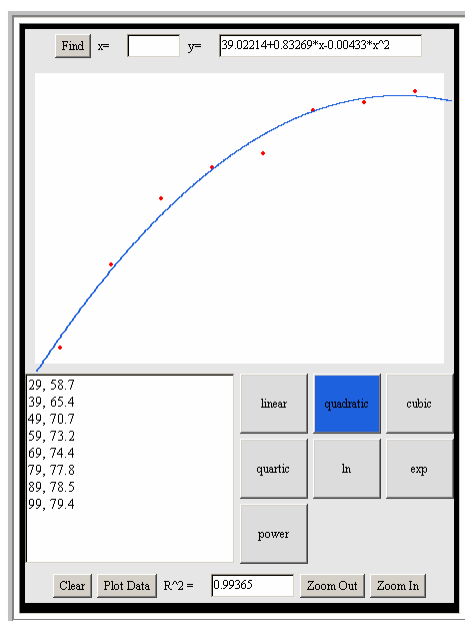 Find x= y= 39.02214+0.83269*x-0.00433*x^2
29, 58.7
39, 65.4
49, 70.7
59, 73.2
69, 74.4
79, 77.8
89, 78.5
99, 79.4
linear quadratic cubic
quartic ln exp
power
Clear Plot Data R^2 = 0.99365 Zoom Out Zoom In